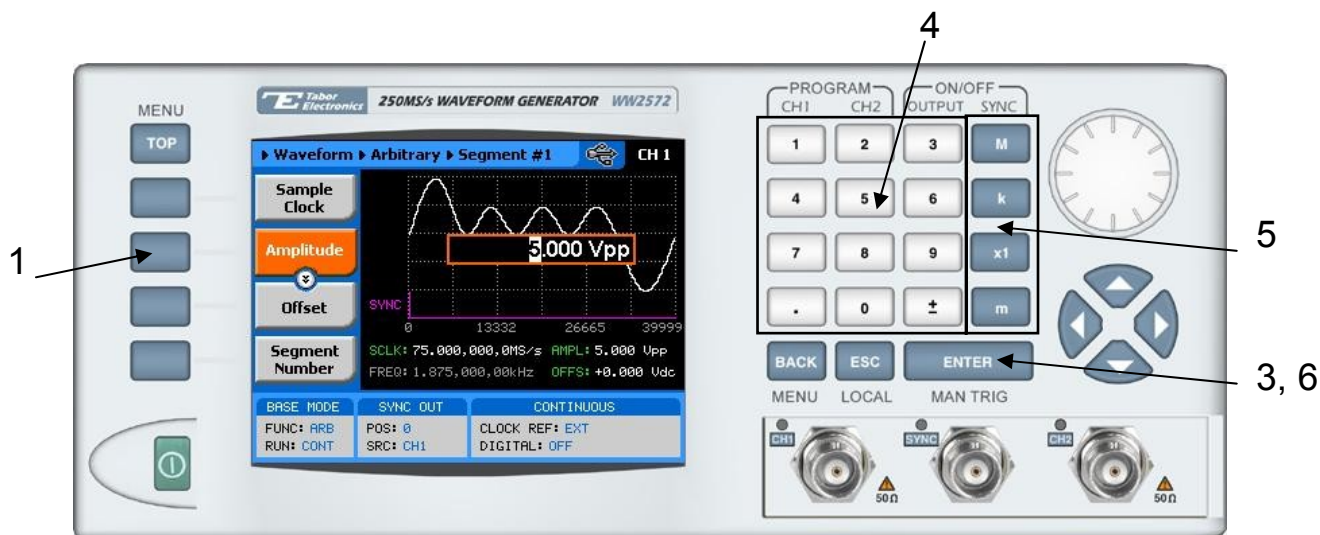 4
PROGRAM
ON/OFF
CH1 CH2 OUTPUT SYNC
MENU
TOP
Tabor Electronics 250MS/s WAVEFORM GENERATOR WW2572
Waveform Arbitrary Segment #1 CH 1
Sample Clock
Amplitude
Offset
Segment Number
5.000 Vpp
SYNC
0 13332 26665 39999
SCLK: 75.000,000,0MS/s AMPL: 5.000 Vpp
FREQ: 1.875,000,00kHz OFFS: +0.000 Vdc
BASE MODE SYNC OUT CONTINUOUS
FUNC: ARB POS: 0 CLOCK REF: EXT
RUN: CONT SRC: CH1 DIGITAL: OFF
1 2 3 M
4 5 6 k
7 8 9 x1
. 0 ± m
BACK ESC ENTER
MENU LOCAL MAN TRIG
CH1 SYNC CH2
50Ω 50Ω
1
5
3, 6